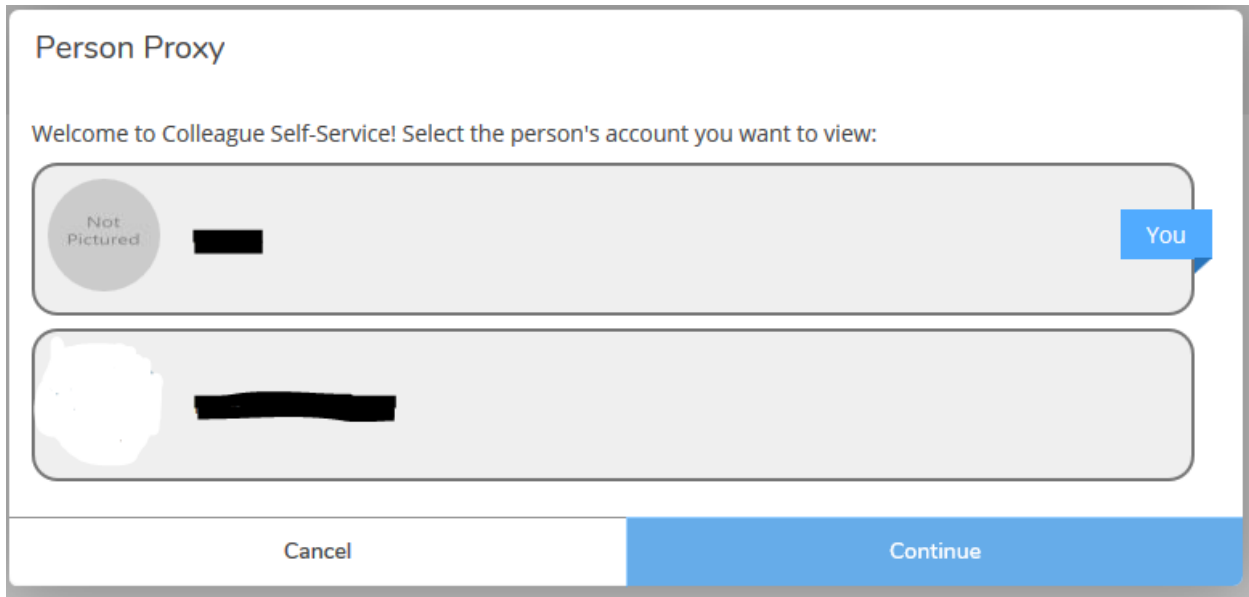 Person Proxy
Welcome to Colleague Self-Service! Select the person's account you want to view:
Not
Pictured
You
Cancel
Continue